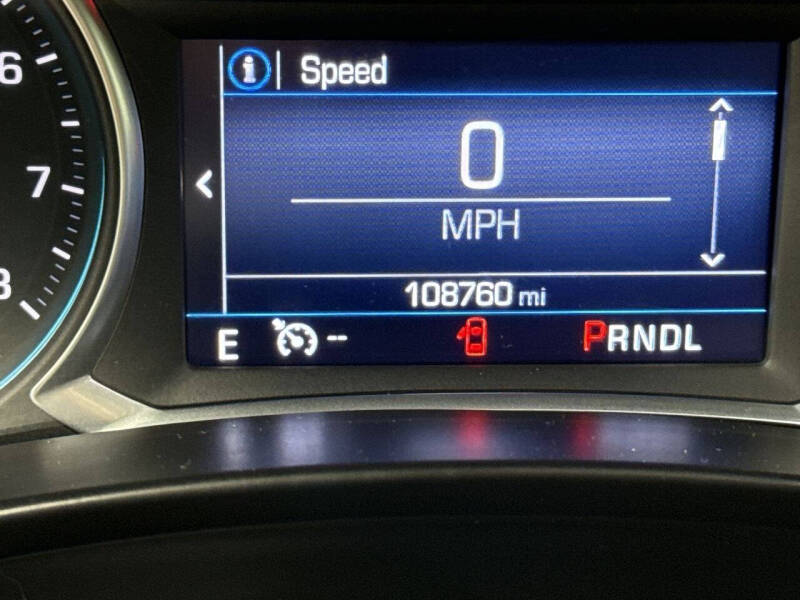 6
7
8
i | Speed
0
MPH
108760 mi
E -- PRNDL